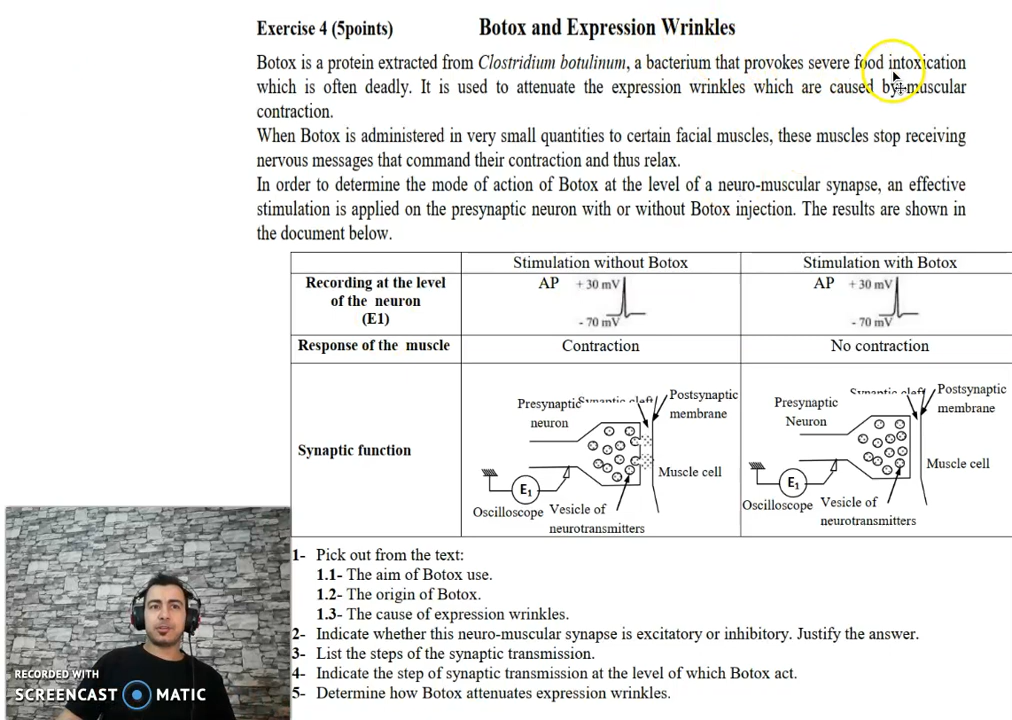 Exercise 4 (5points)
Botox and Expression Wrinkles
Botox is a protein extracted from Clostridium botulinum, a bacterium that provokes severe food intoxication
which is often deadly. It is used to attenuate the expression wrinkles which are caused by muscular
contraction.
When Botox is administered in very small quantities to certain facial muscles, these muscles stop receiving
nervous messages that command their contraction and thus relax.
In order to determine the mode of action of Botox at the level of a neuro-muscular synapse, an effective
stimulation is applied on the presynaptic neuron with or without Botox injection. The results are shown in
the document below.
Stimulation without Botox
Stimulation with Botox
Recording at the level
of the neuron
(E1)
AP +30 mV
-70 mV
AP +30 mV
-70 mV
Response of the muscle
Contraction
No contraction
Synaptic function
Presynaptic
neuron
Synaptic cleft
Postsynaptic
membrane
Muscle cell
E1
Oscilloscope
Vesicle of
neurotransmitters
Presynaptic
Neuron
Synaptic cleft
Postsynaptic
membrane
Muscle cell
E1
Oscilloscope
Vesicle of
neurotransmitters
1- Pick out from the text:
1.1- The aim of Botox use.
1.2- The origin of Botox.
1.3- The cause of expression wrinkles.
2- Indicate whether this neuro-muscular synapse is excitatory or inhibitory. Justify the answer.
3- List the steps of the synaptic transmission.
4- Indicate the step of synaptic transmission at the level of which Botox act.
5- Determine how Botox attenuates expression wrinkles.
RECORDED WITH
SCREENCAST MATIC